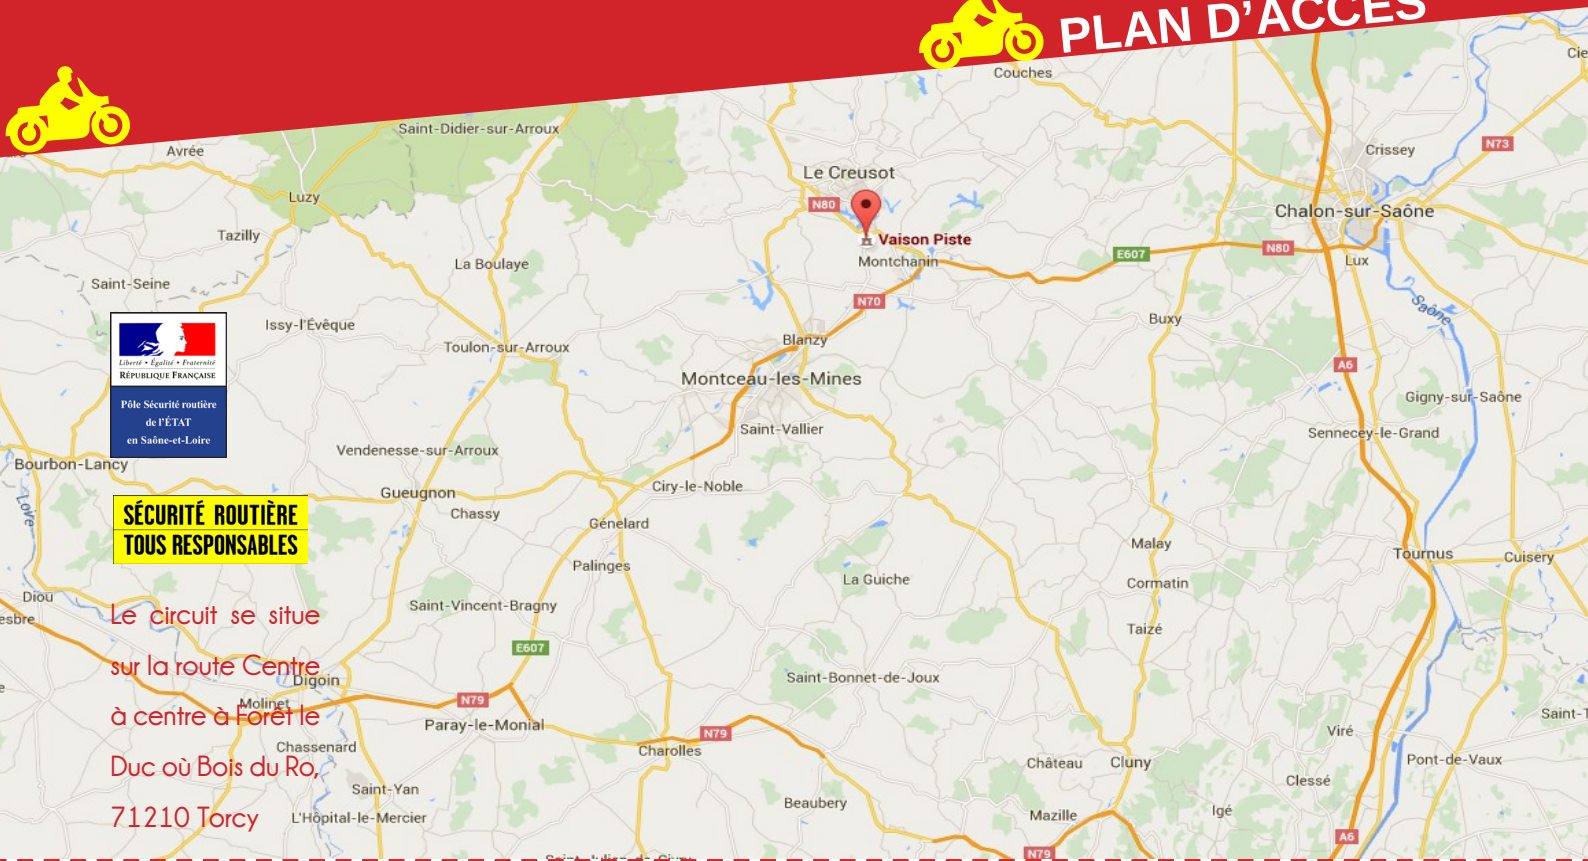 PLAN D'ACCES
Couches
Cie
Saint-Didier-sur-Arroux
Avrée
Crissey
N73
Le Creusot
Luzy
N80
Chalon-sur-Saône
Tazilly
Vaison Piste
Montchanin
E607
N80
Lux
La Boulaye
Saint-Seine
N70
Saône
Issy-l'Évêque
Buxy
Blanzy
Toulon-sur-Arroux
Liberté • Égalité • Fraternité
RÉPUBLIQUE FRANÇAISE
A6
Montceau-les-Mines
Gigny-sur-Saône
Pôle Sécurité routière
de l'ÉTAT
en Saône-et-Loire
Saint-Vallier
Sennecey-le-Grand
Vendenesse-sur-Arroux
Bourbon-Lancy
Ciry-le-Noble
Gueugnon
Loire
Chassy
SÉCURITÉ ROUTIÈRE
TOUS RESPONSABLES
Génelard
Malay
Tournus
Cuisery
Palinges
La Guiche
Cormatin
Diou
Saint-Vincent-Bragny
esbre
Le circuit se situe
sur la route Centre
à centre à Forêt le
Duc où Bois du Ro,
71210 Torcy
Taizé
E607
Digoin
Saint-Bonnet-de-Joux
N79
Molinet
Paray-le-Monial
Saint-T
N79
Viré
Chassenard
Charolles
Château
Cluny
Pont-de-Vaux
Clessé
Saint-Yan
Beaubery
Igé
L'Hôpital-le-Mercier
Mazille
A6
N79